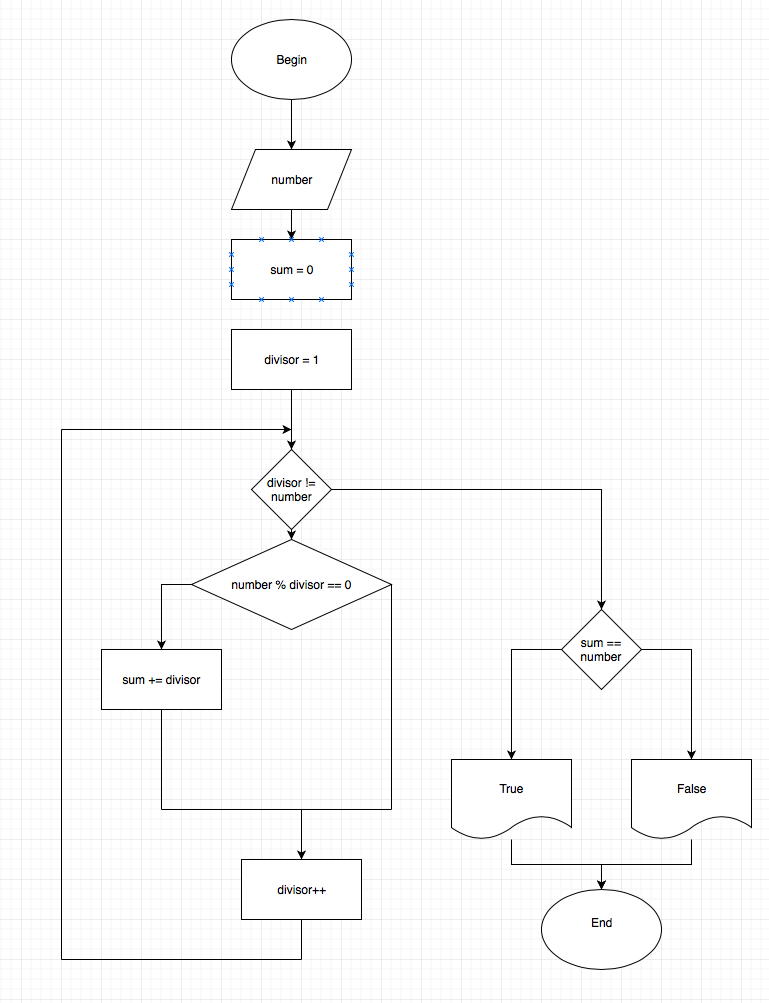 Begin
number
sum = 0
divisor = 1
divisor !=
number
number % divisor == 0
sum += divisor
sum ==
number
True
False
divisor++
End